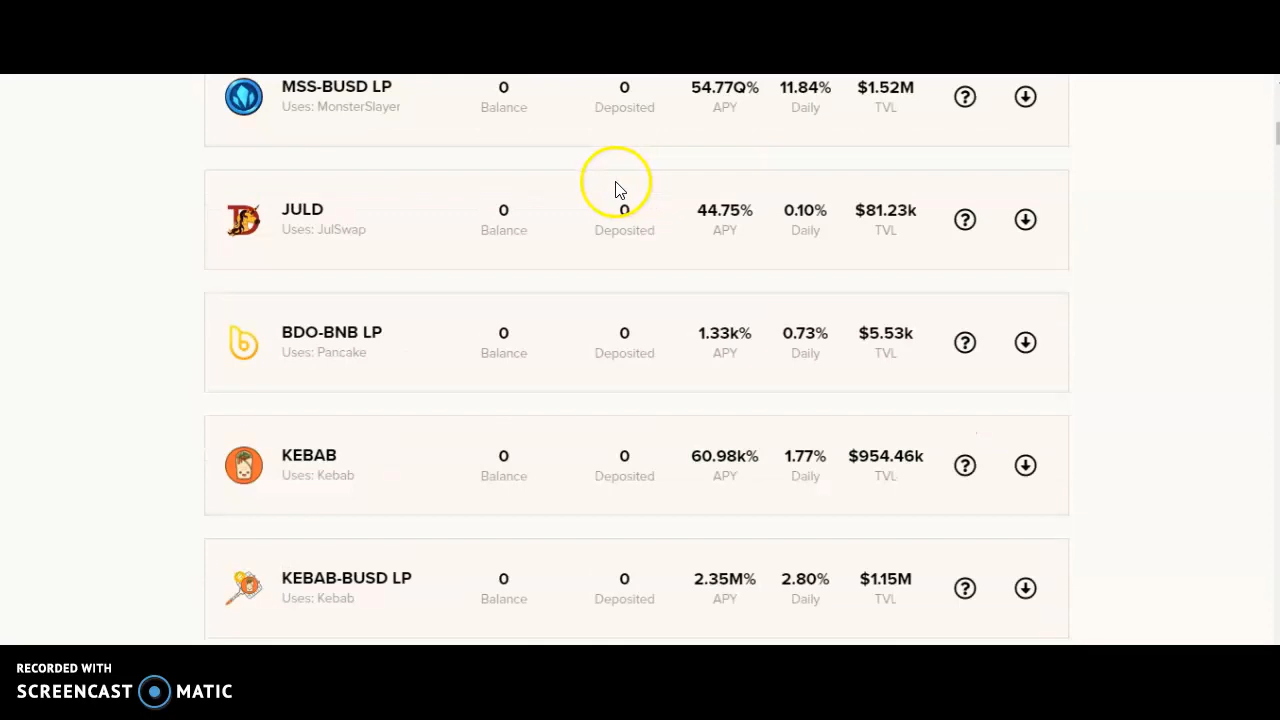 MSS-BUSD LP 0 0 54.77Q% 11.84% $1.52M
Uses: MonsterSlayer Balance Deposited APY Daily TVL
JULD 0 0 44.75% 0.10% $81.23k
Uses: JulSwap Balance Deposited APY Daily TVL
BDO-BNB LP 0 0 1.33k% 0.73% $5.53k
Uses: Pancake Balance Deposited APY Daily TVL
KEBAB 0 0 60.98k% 1.77% $954.46k
Uses: Kebab Balance Deposited APY Daily TVL
KEBAB-BUSD LP 0 0 2.35M% 2.80% $1.15M
Uses: Kebab Balance Deposited APY Daily TVL
RECORDED WITH
SCREENCAST MATIC